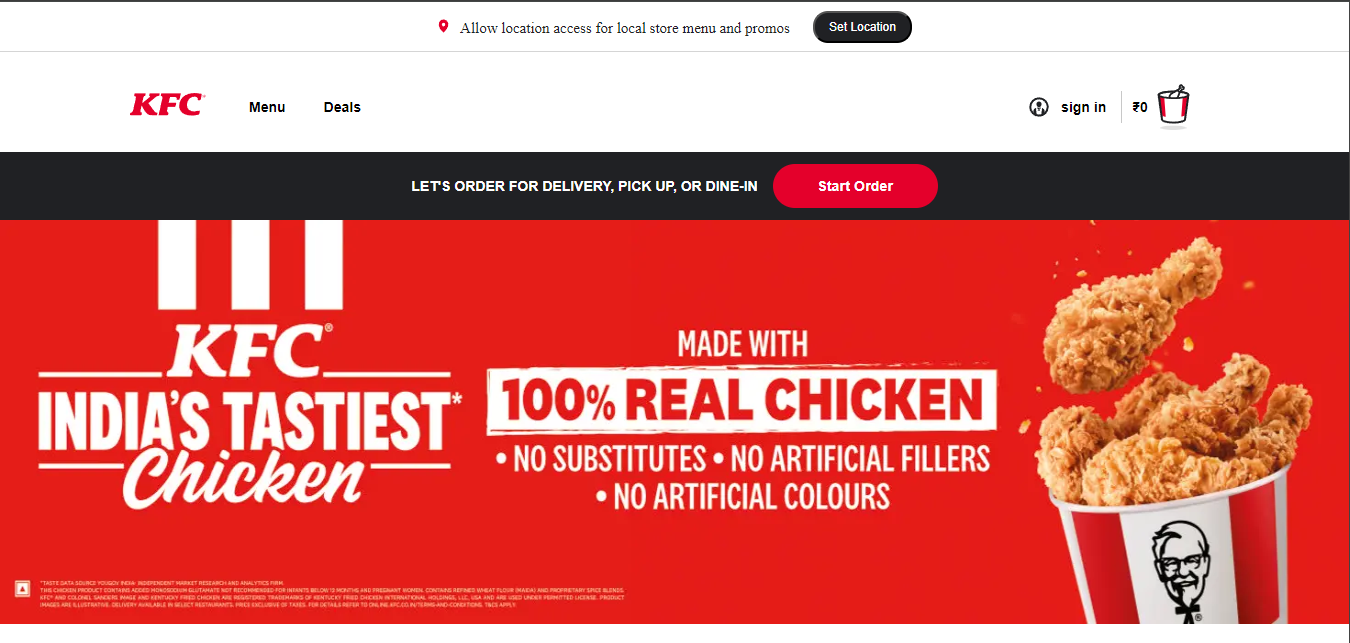 Allow location access for local store menu and promos
Set Location
KFC
Menu
Deals
sign in
₹0
LET'S ORDER FOR DELIVERY, PICK UP, OR DINE-IN
Start Order
KFC®
INDIA'S TASTIEST*
Chicken
MADE WITH
100% REAL CHICKEN
• NO SUBSTITUTES • NO ARTIFICIAL FILLERS
• NO ARTIFICIAL COLOURS
*TASTE DATA SOURCE YOUGOV INDIA- INDEPENDENT MARKET RESEARCH AND ANALYTICS FIRM.
THIS CHICKEN PRODUCT CONTAINS ADDED MONOSODIUM GLUTAMATE NOT RECOMMENDED FOR INFANTS BELOW 12 MONTHS AND PREGNANT WOMEN. CONTAINS REFINED WHEAT FLOUR (MAIDA) AND PROPRIETARY SPICE BLENDS.
KFC® AND COLONEL SANDERS IMAGE AND KENTUCKY FRIED CHICKEN ARE REGISTERED TRADEMARKS OF KENTUCKY FRIED CHICKEN INTERNATIONAL HOLDINGS, LLC, USA AND ARE USED UNDER PERMITTED LICENSE. PRODUCT
IMAGES ARE ILLUSTRATIVE. DELIVERY AVAILABLE IN SELECT RESTAURANTS. PRICE EXCLUSIVE OF TAXES. FOR DETAILS REFER TO ONLINE.KFC.CO.IN/TERMS-AND-CONDITIONS. T&CS APPLY.
®